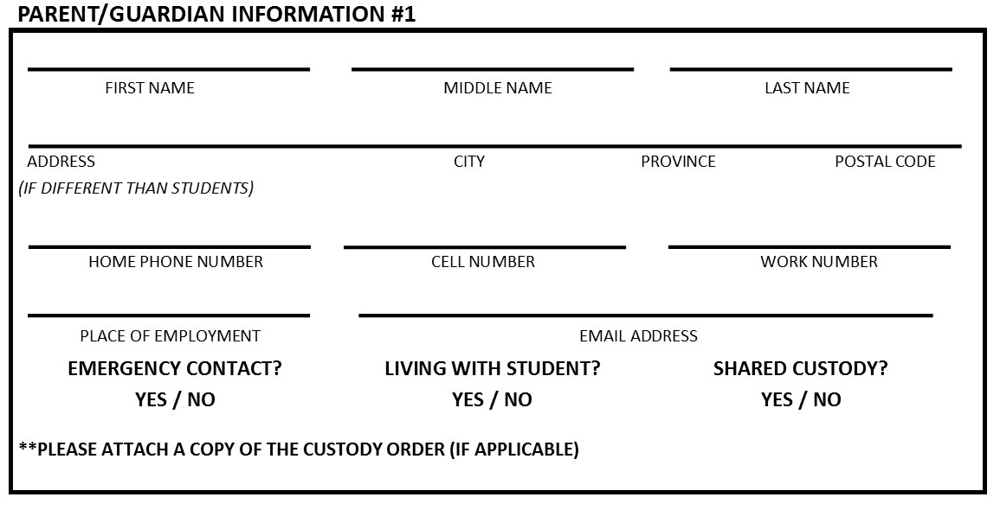 PARENT/GUARDIAN INFORMATION #1
FIRST NAME MIDDLE NAME LAST NAME
ADDRESS CITY PROVINCE POSTAL CODE
(IF DIFFERENT THAN STUDENTS)
HOME PHONE NUMBER CELL NUMBER WORK NUMBER
PLACE OF EMPLOYMENT EMAIL ADDRESS
EMERGENCY CONTACT? LIVING WITH STUDENT? SHARED CUSTODY?
YES / NO YES / NO YES / NO
**PLEASE ATTACH A COPY OF THE CUSTODY ORDER (IF APPLICABLE)